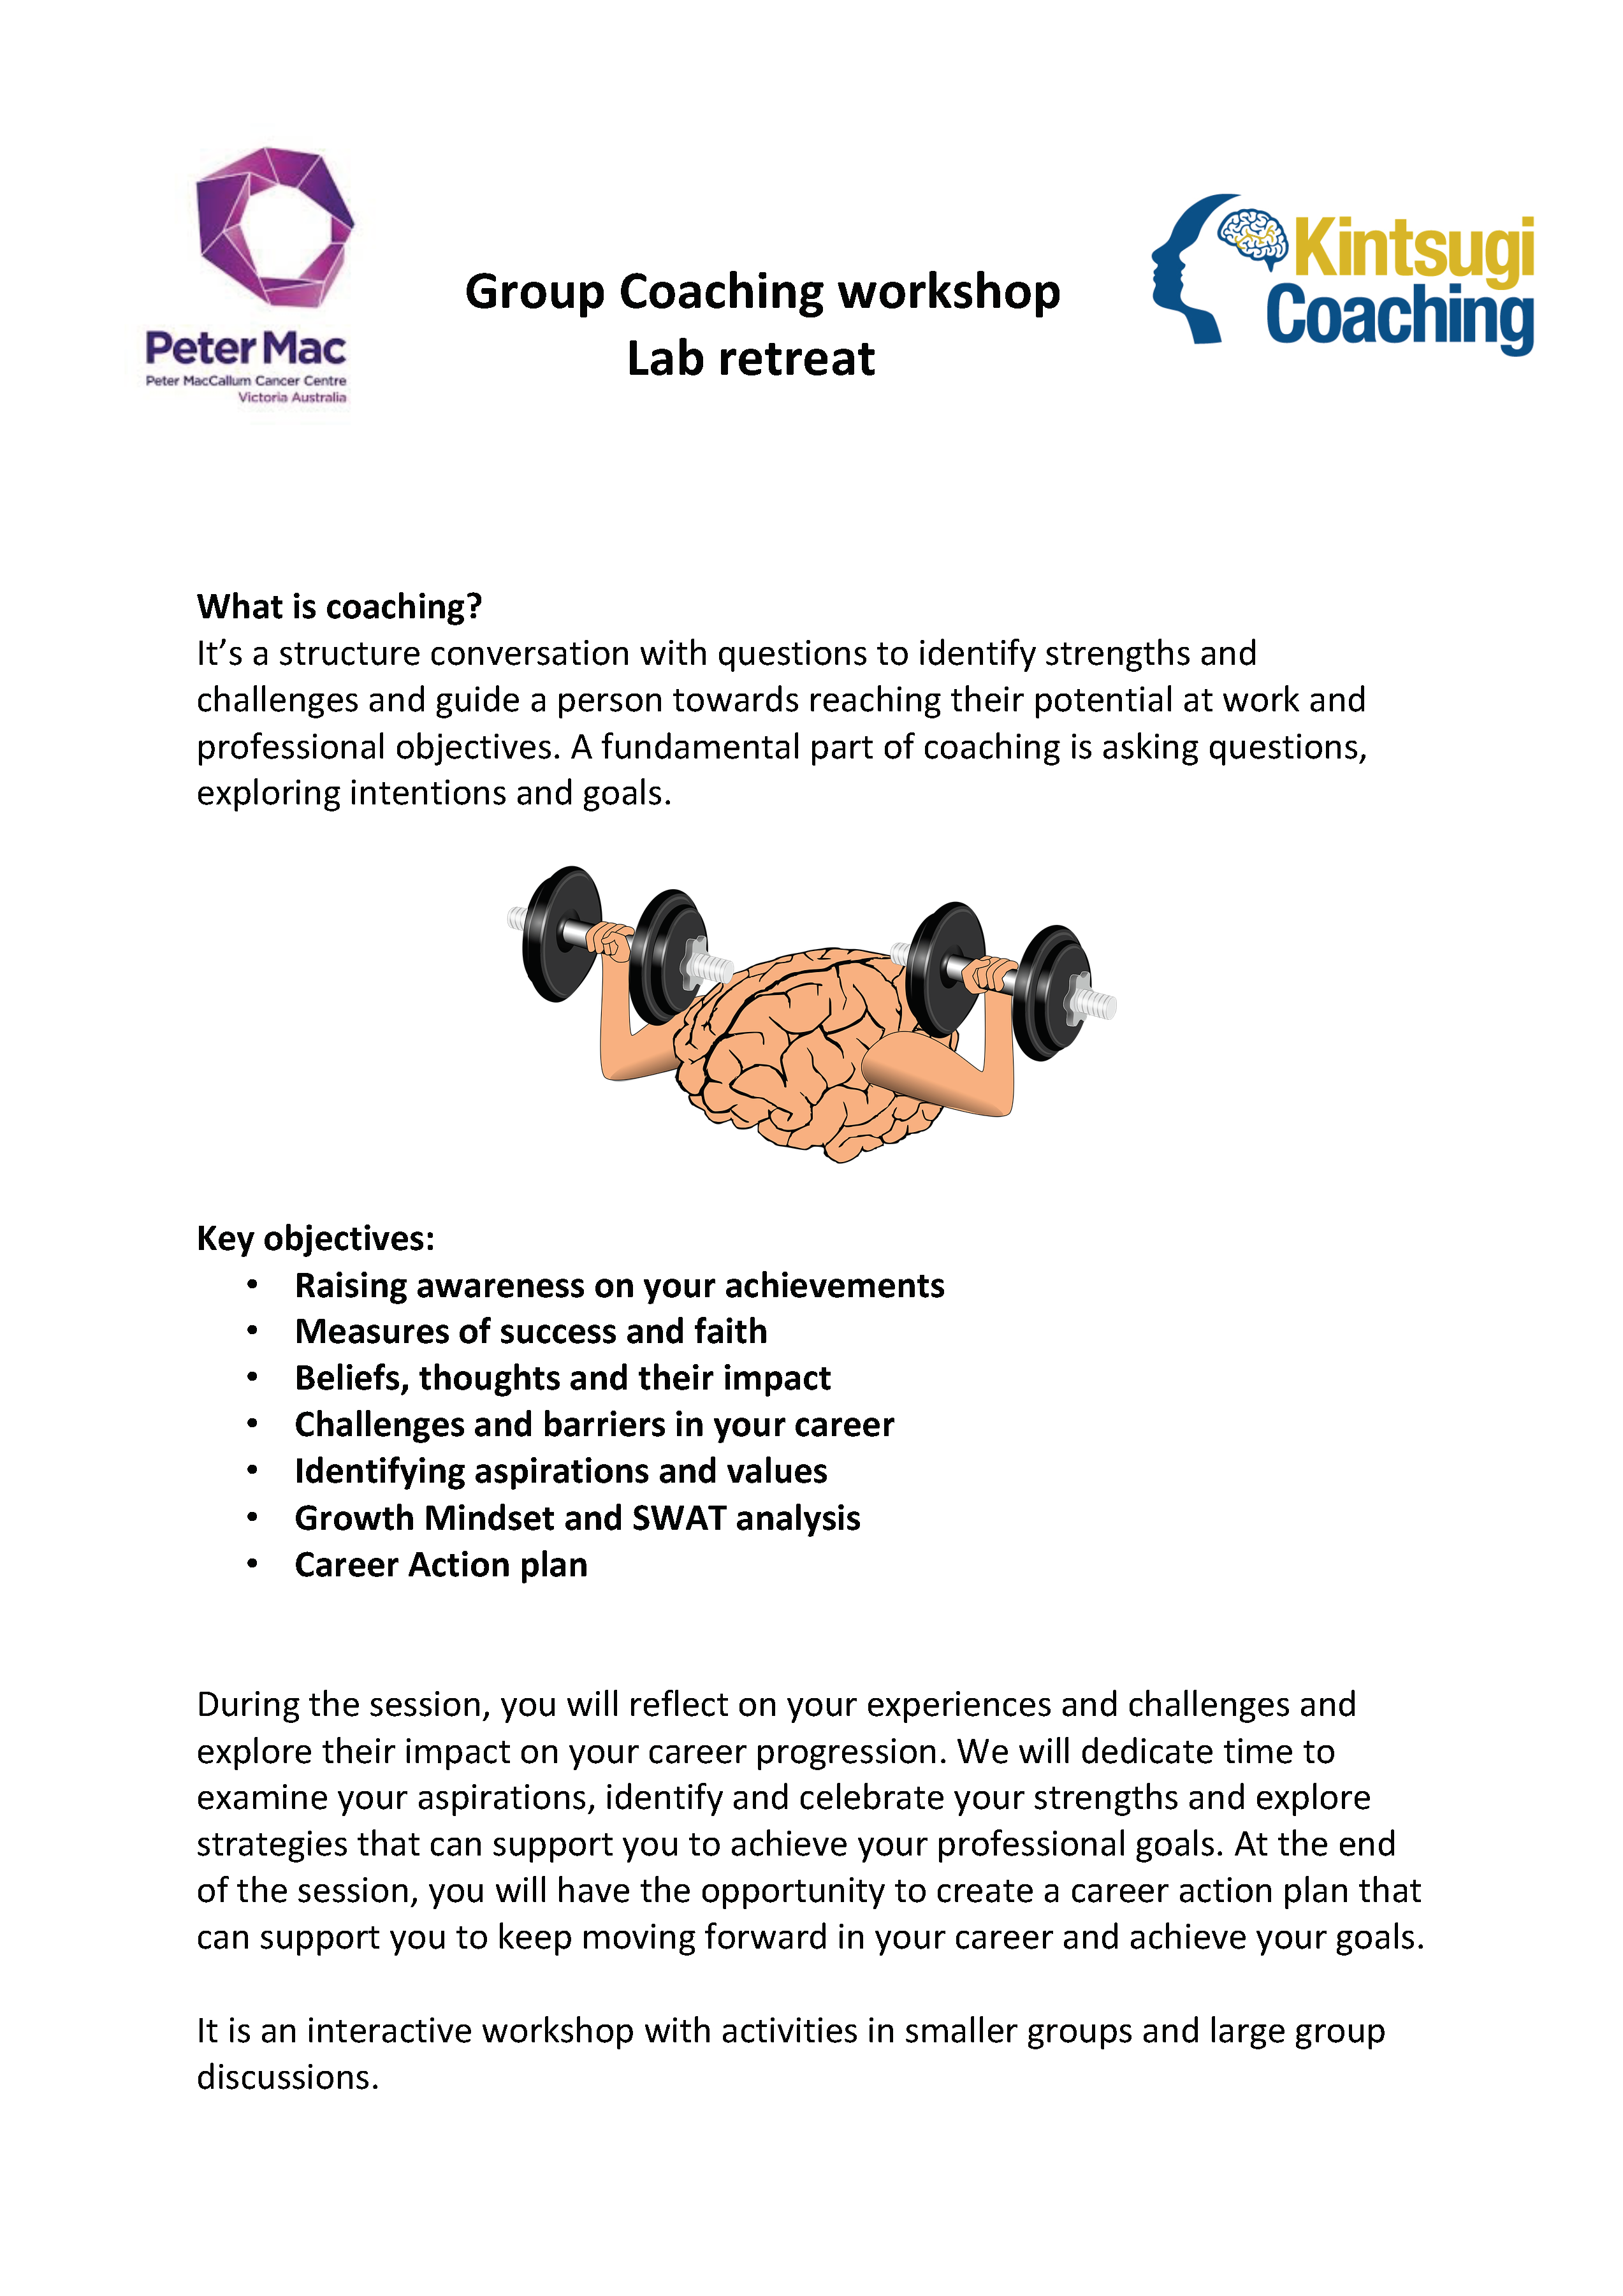 Peter Mac
Peter MacCallum Cancer Centre
Victoria Australia
Group Coaching workshop
Lab retreat
Kintsugi
Coaching
What is coaching?
It’s a structure conversation with questions to identify strengths and
challenges and guide a person towards reaching their potential at work and
professional objectives. A fundamental part of coaching is asking questions,
exploring intentions and goals.
Key objectives:
• Raising awareness on your achievements
• Measures of success and faith
• Beliefs, thoughts and their impact
• Challenges and barriers in your career
• Identifying aspirations and values
• Growth Mindset and SWAT analysis
• Career Action plan
During the session, you will reflect on your experiences and challenges and
explore their impact on your career progression. We will dedicate time to
examine your aspirations, identify and celebrate your strengths and explore
strategies that can support you to achieve your professional goals. At the end
of the session, you will have the opportunity to create a career action plan that
can support you to keep moving forward in your career and achieve your goals.
It is an interactive workshop with activities in smaller groups and large group
discussions.